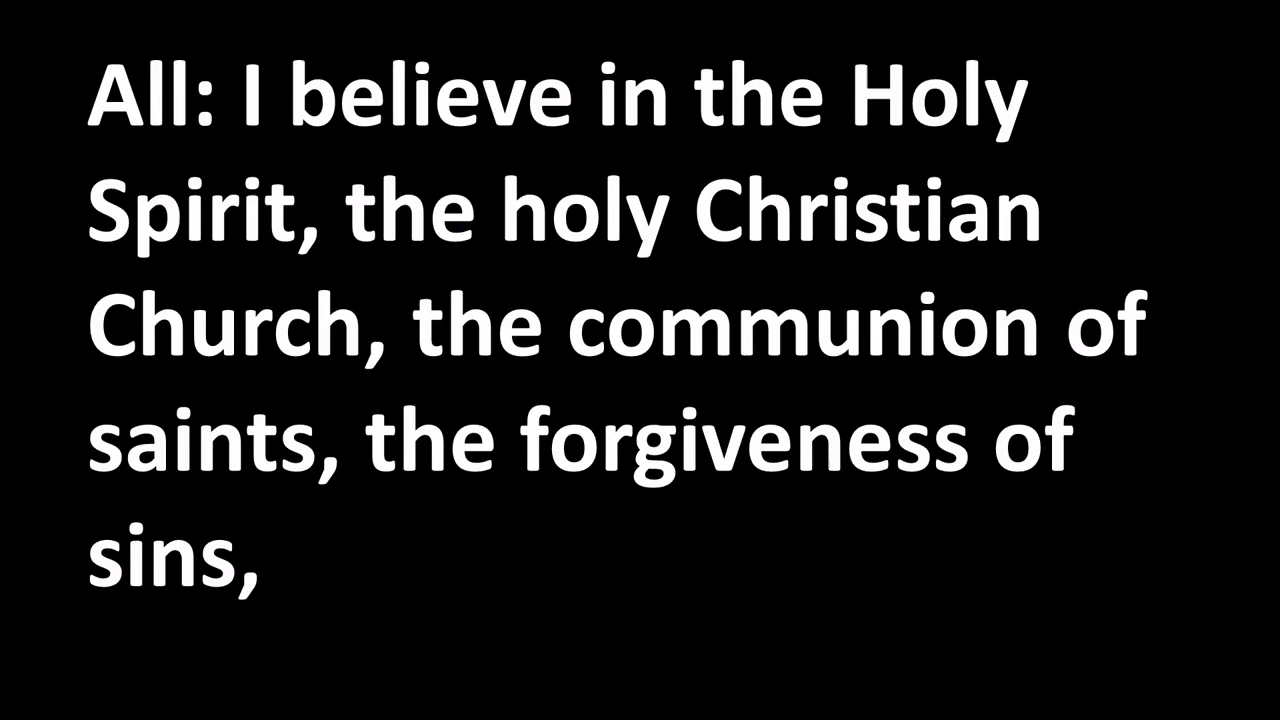 All: I believe in the Holy
Spirit, the holy Christian
Church, the communion of
saints, the forgiveness of
sins,